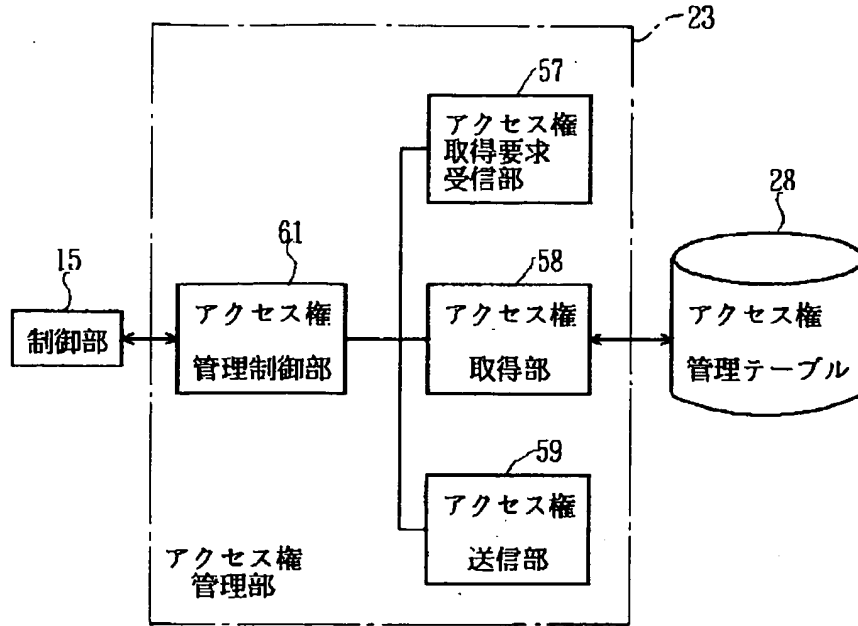 23
57
アクセス権
取得要求
受信部
28
15
61
58
制御部
アクセス権
管理制御部
アクセス権
取得部
アクセス権
管理テーブル
59
アクセス権
送信部
アクセス権
管理部